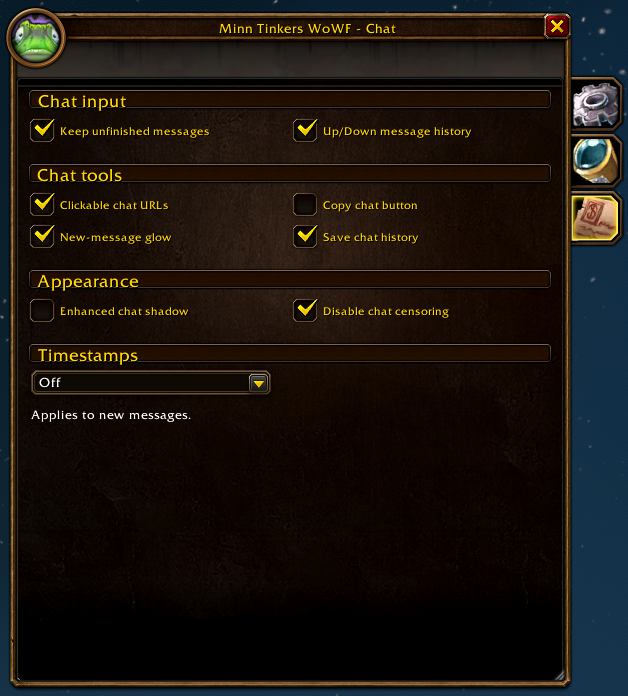 Minn Tinkers WoWF - Chat
Chat input
Keep unfinished messages
Up/Down message history
Chat tools
Clickable chat URLs
Copy chat button
New-message glow
Save chat history
Appearance
Enhanced chat shadow
Disable chat censoring
Timestamps
Off
Applies to new messages.